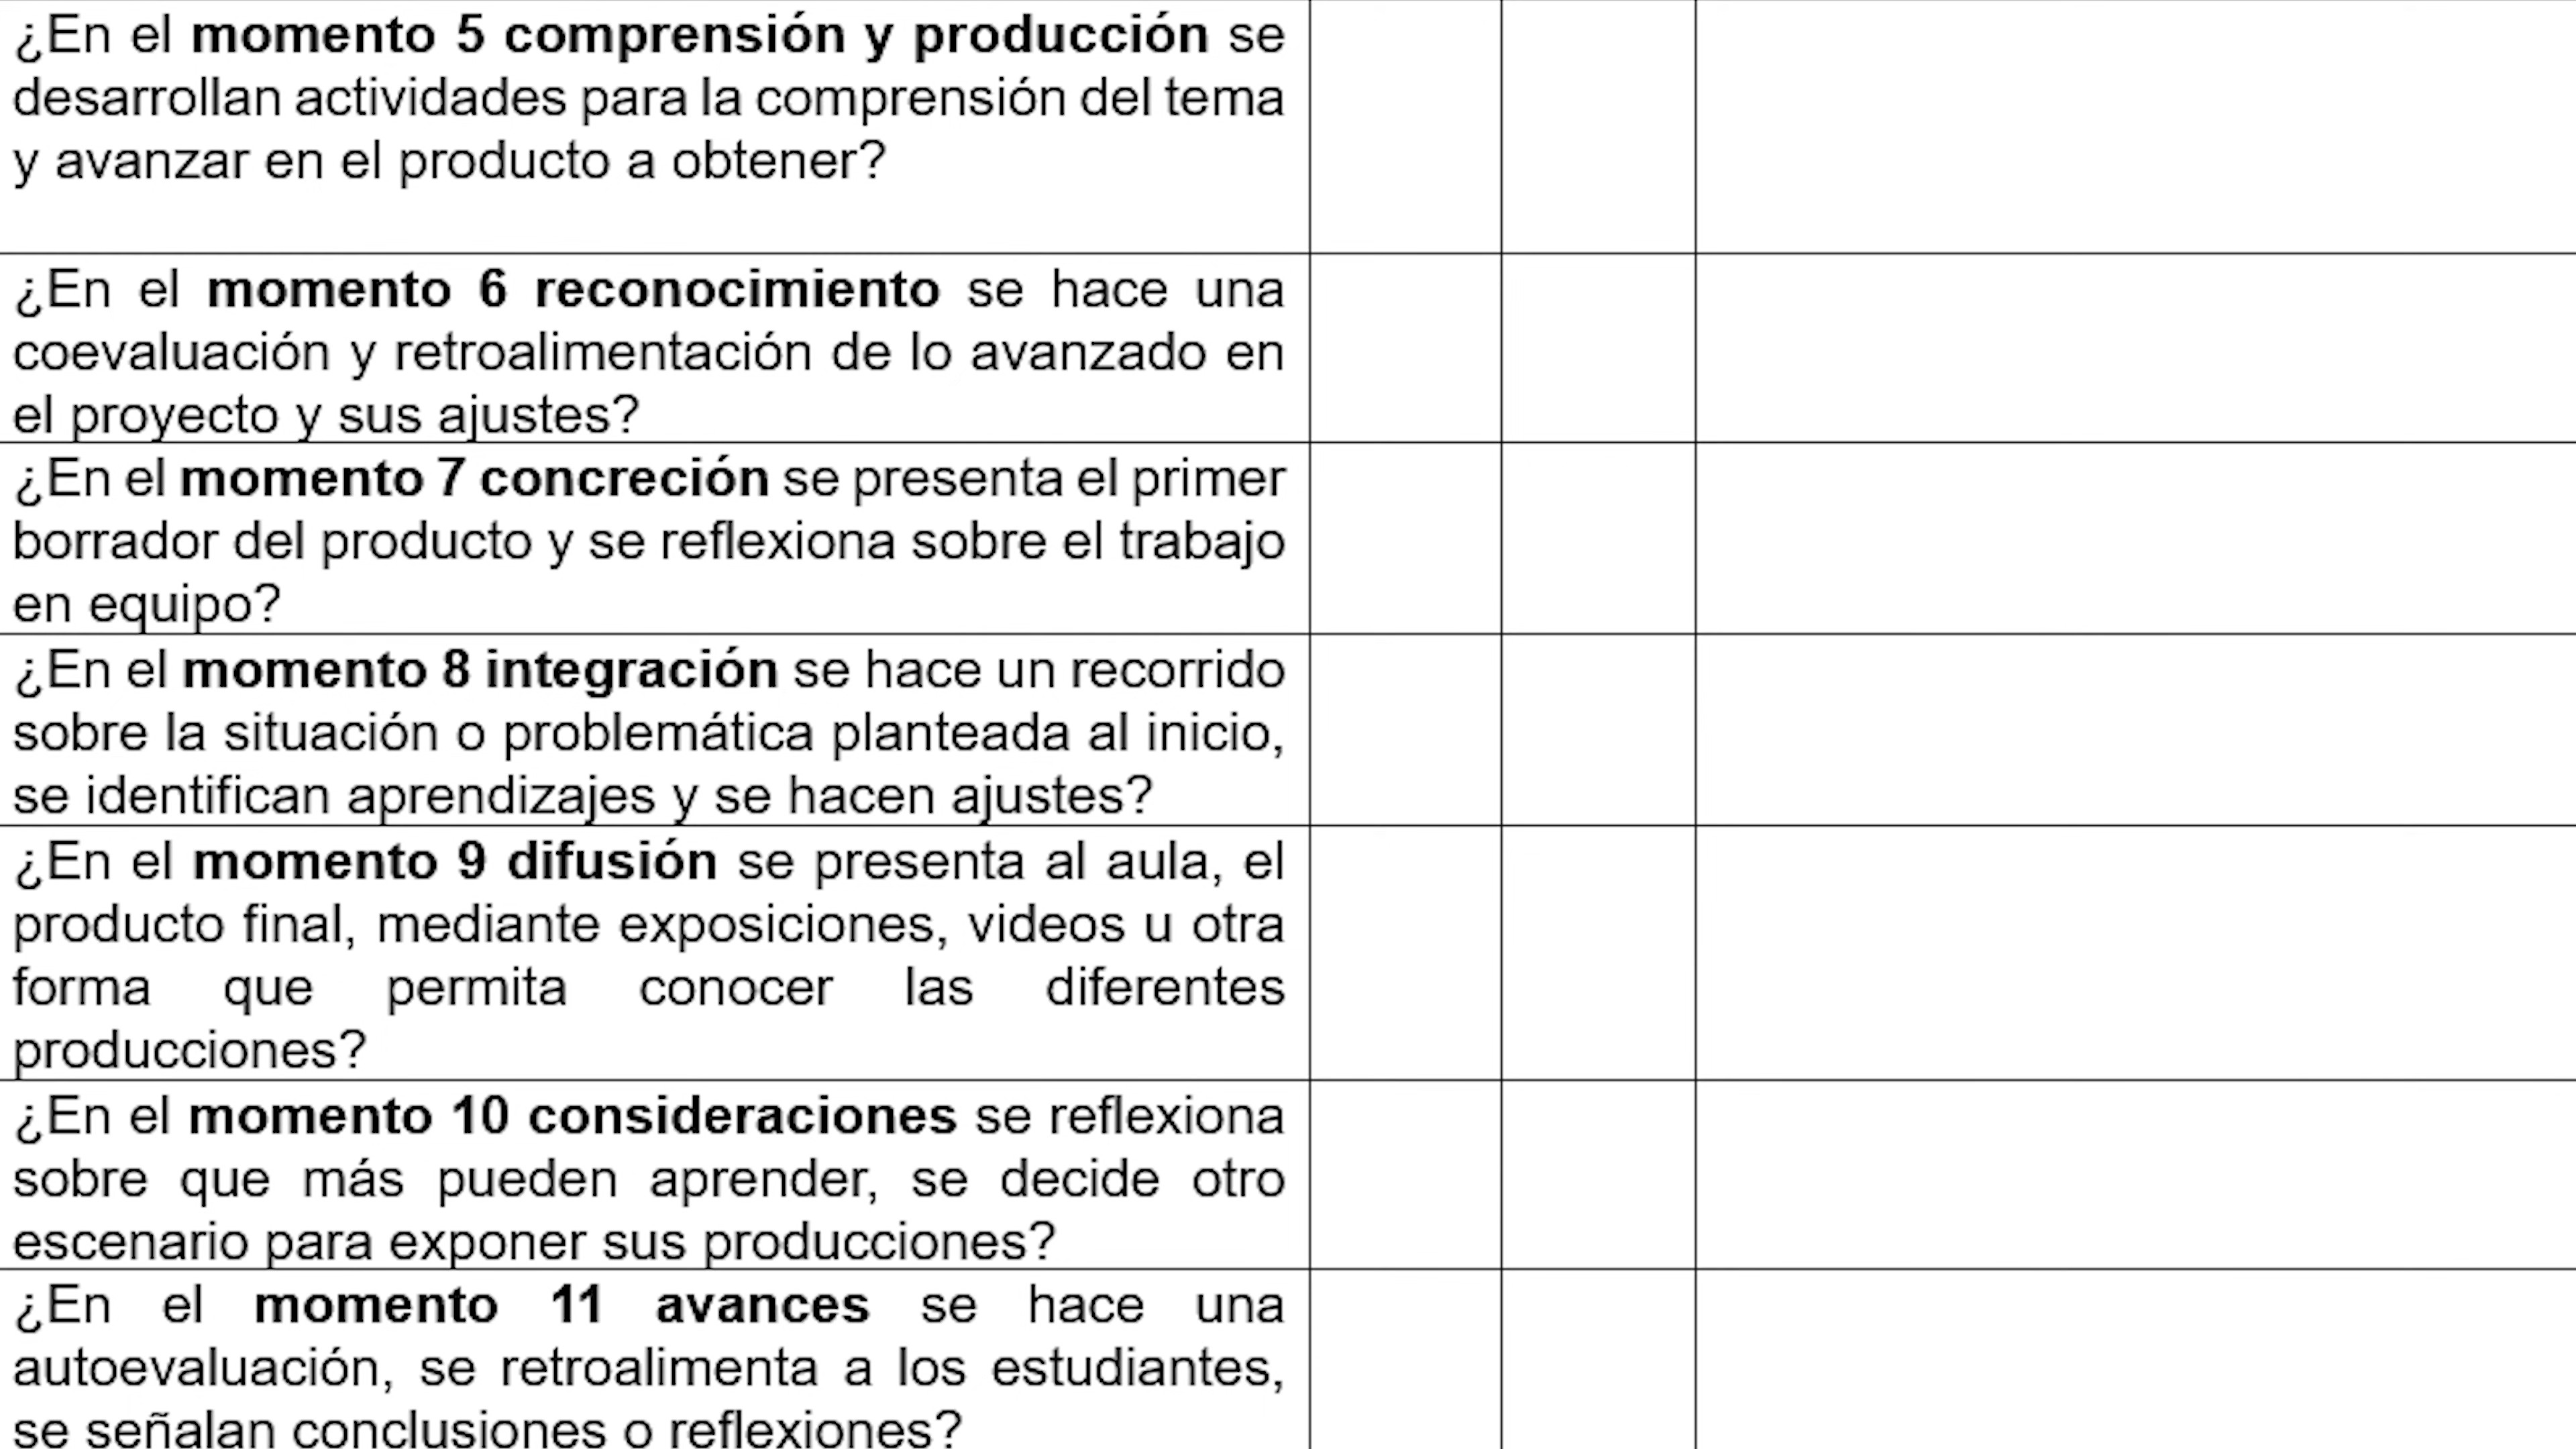 ¿En el momento 5 comprensión y producción se
desarrollan actividades para la comprensión del tema
y avanzar en el producto a obtener?
¿En el momento 6 reconocimiento se hace una
coevaluación y retroalimentación de lo avanzado en
el proyecto y sus ajustes?
¿En el momento 7 concreción se presenta el primer
borrador del producto y se reflexiona sobre el trabajo
en equipo?
¿En el momento 8 integración se hace un recorrido
sobre la situación o problemática planteada al inicio,
se identifican aprendizajes y se hacen ajustes?
¿En el momento 9 difusión se presenta al aula, el
producto final, mediante exposiciones, videos u otra
forma que permita conocer las diferentes
producciones?
¿En el momento 10 consideraciones se reflexiona
sobre que más pueden aprender, se decide otro
escenario para exponer sus producciones?
¿En el momento 11 avances se hace una
autoevaluación, se retroalimenta a los estudiantes,
se señalan conclusiones o reflexiones?